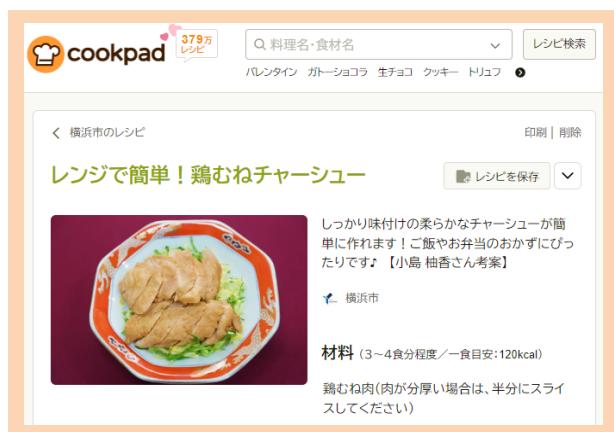 cookpad
379万
レシピ
料理名・食材名
レシピ検索
バレンタイン ガトーショコラ 生チョコ クッキー トリュフ
横浜市のレシピ
印刷 | 削除
レンジで簡単！鶏むねチャーシュー
レシピを保存
しっかり味付けの柔らかなチャーシューが簡
単に作れます！ご飯やお弁当のおかずにぴっ
たりです♪ 【小島 柚香さん考案】
横浜市
材料（3～4食分程度／一食目安：120kcal）
鶏むね肉(肉が分厚い場合は、半分にスライ
スしてください）